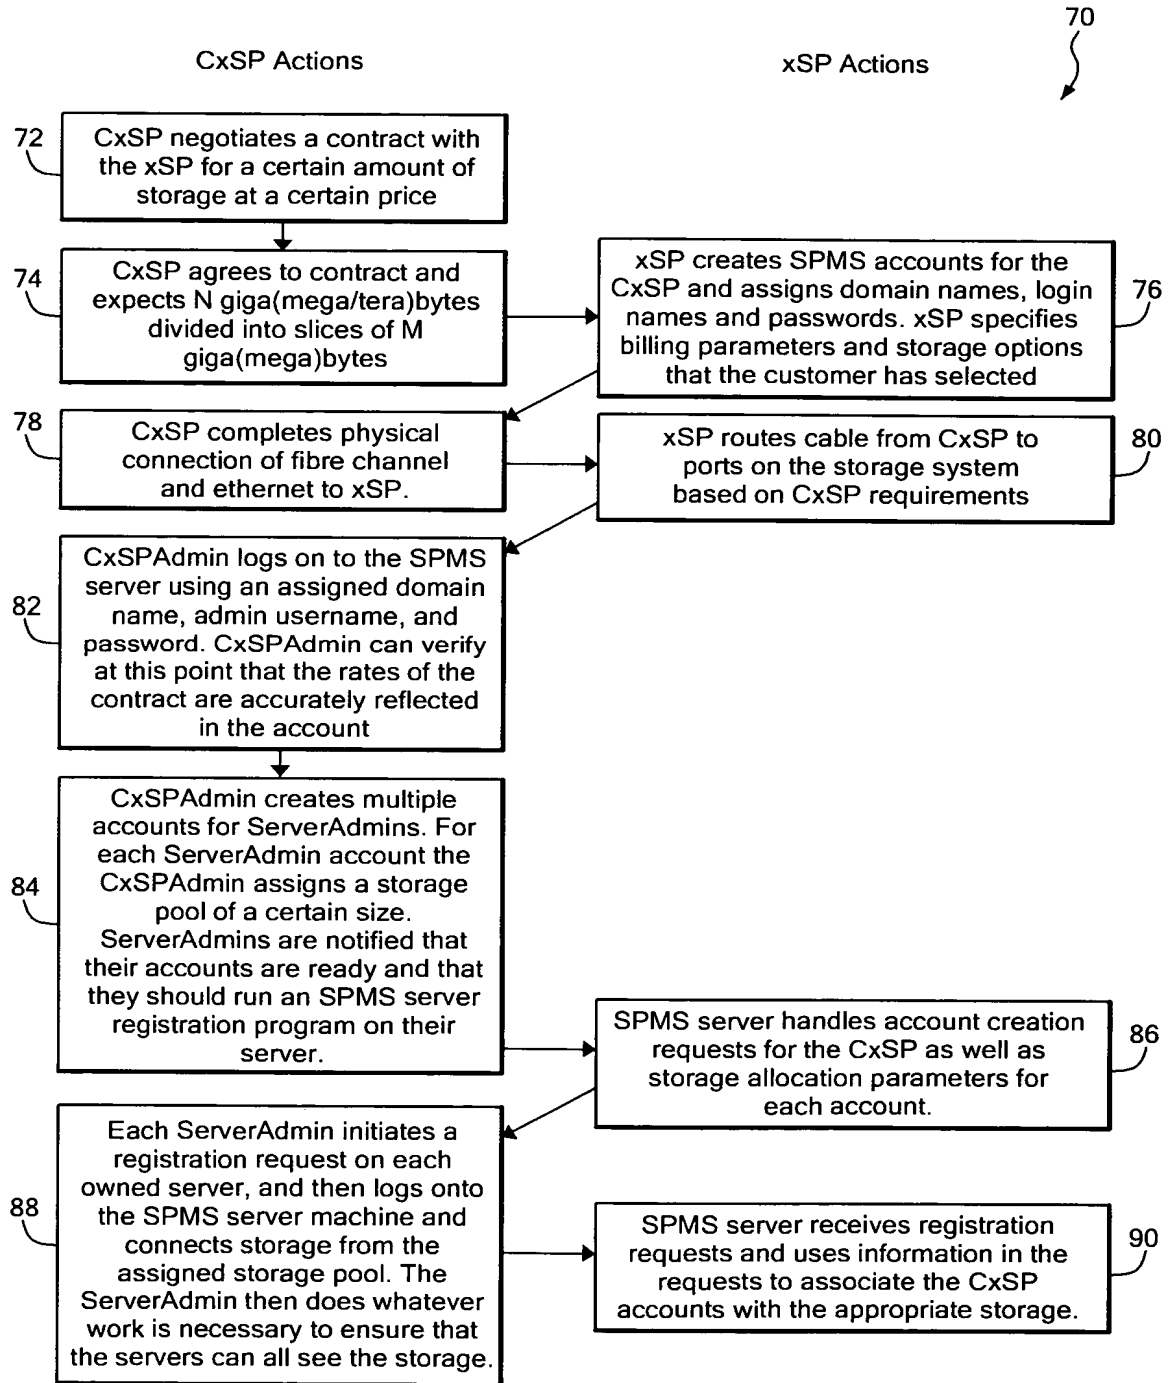 70
CxSP Actions
xSP Actions
72
CxSP negotiates a contract with
the xSP for a certain amount of
storage at a certain price
74
CxSP agrees to contract and
expects N giga(mega/tera)bytes
divided into slices of M
giga(mega)bytes
xSP creates SPMS accounts for the
CxSP and assigns domain names, login
names and passwords. xSP specifies
billing parameters and storage options
that the customer has selected
76
78
CxSP completes physical
connection of fibre channel
and ethernet to xSP.
xSP routes cable from CxSP to
ports on the storage system
based on CxSP requirements
80
82
CxSPAdmin logs on to the SPMS
server using an assigned domain
name, admin username, and
password. CxSPAdmin can verify
at this point that the rates of the
contract are accurately reflected
in the account
84
CxSPAdmin creates multiple
accounts for ServerAdmins. For
each ServerAdmin account the
CxSPAdmin assigns a storage
pool of a certain size.
ServerAdmins are notified that
their accounts are ready and that
they should run an SPMS server
registration program on their
server.
SPMS server handles account creation
requests for the CxSP as well as
storage allocation parameters for
each account.
86
88
Each ServerAdmin initiates a
registration request on each
owned server, and then logs onto
the SPMS server machine and
connects storage from the
assigned storage pool. The
ServerAdmin then does whatever
work is necessary to ensure that
the servers can all see the storage.
SPMS server receives registration
requests and uses information in the
requests to associate the CxSP
accounts with the appropriate storage.
90